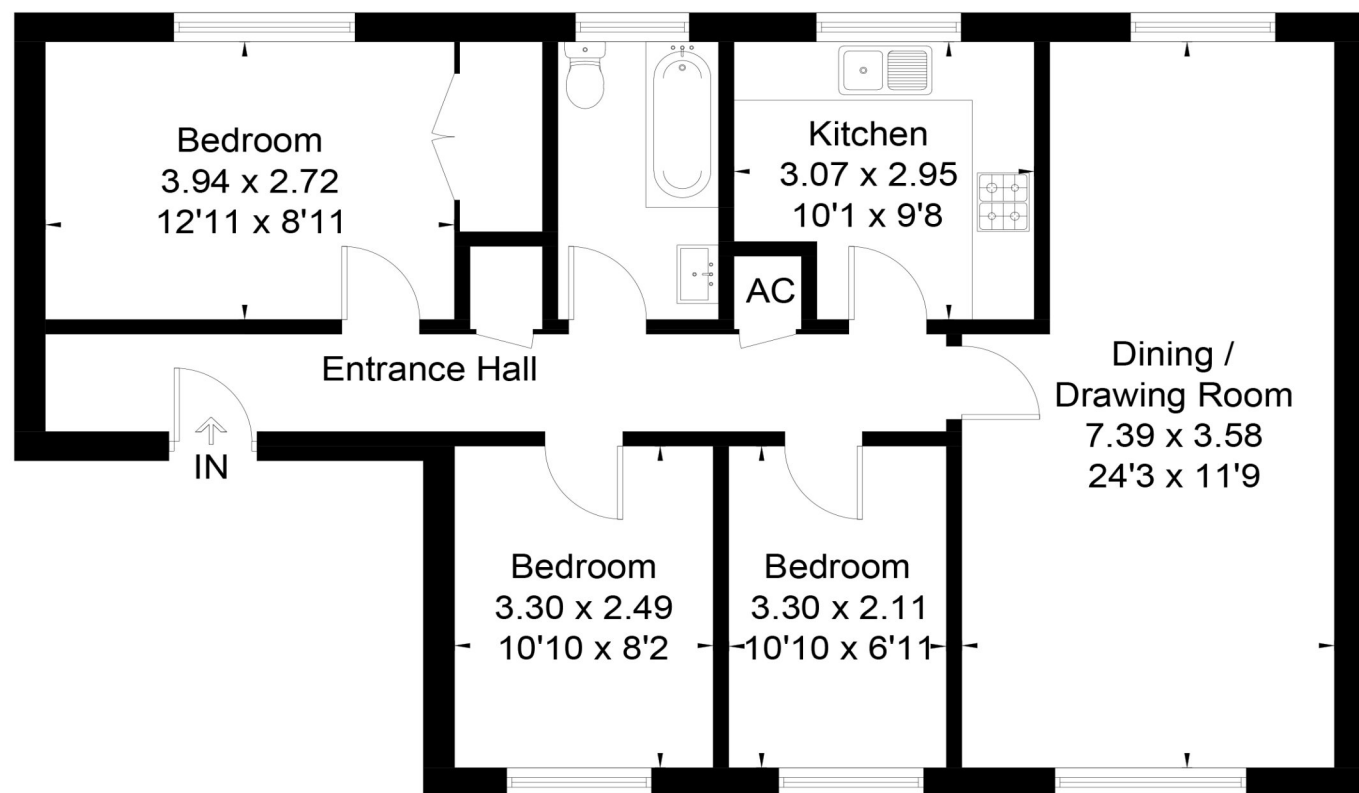 Bedroom
3.94 x 2.72
12'11 x 8'11
Kitchen
3.07 x 2.95
10'1 x 9'8
AC
Entrance Hall
IN
Dining /
Drawing Room
7.39 x 3.58
24'3 x 11'9
Bedroom
3.30 x 2.49
10'10 x 8'2
Bedroom
3.30 x 2.11
10'10 x 6'11